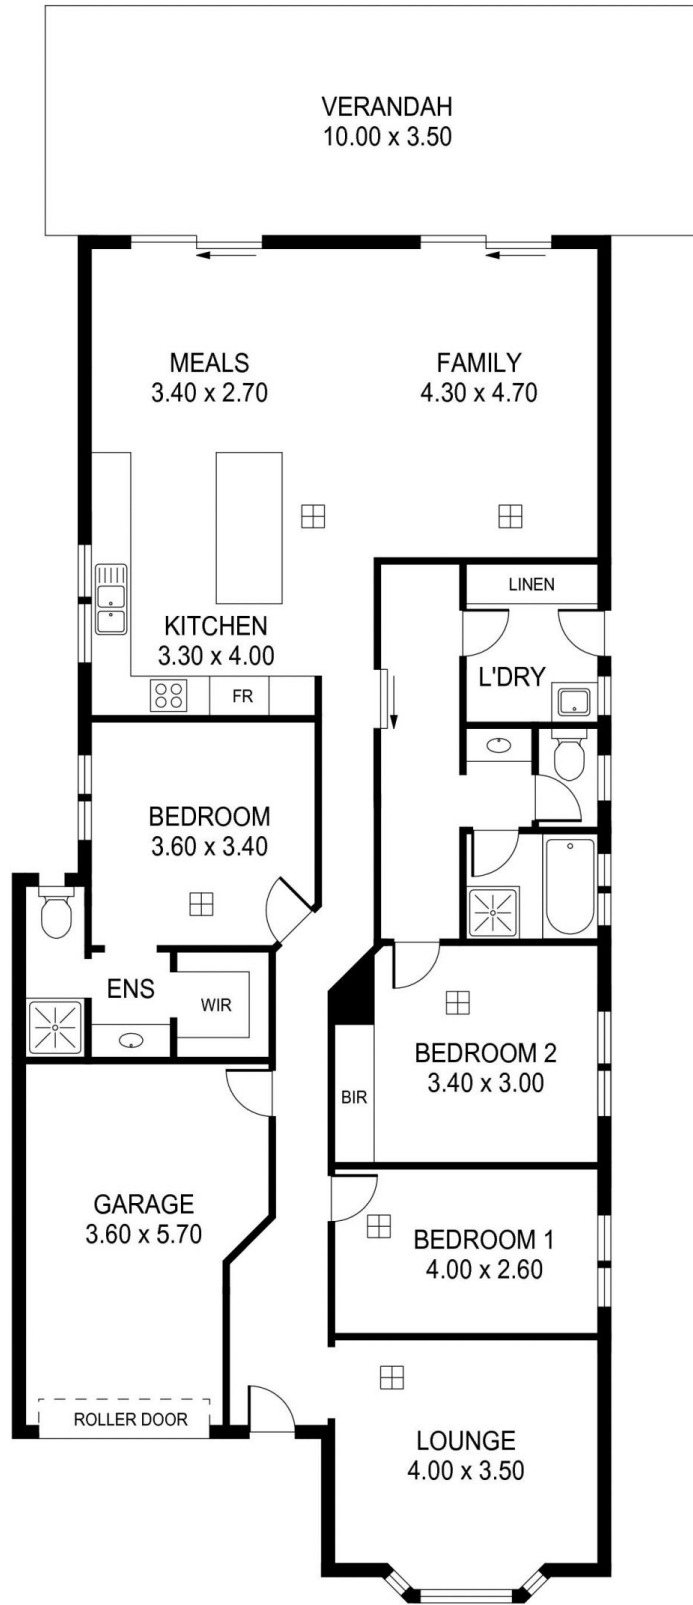 VERANDAH
10.00 x 3.50
MEALS
3.40 x 2.70
FAMILY
4.30 x 4.70
LINEN
KITCHEN
3.30 x 4.00
L'DRY
FR
BEDROOM
3.60 x 3.40
ENS
WIR
BEDROOM 2
3.40 x 3.00
BIR
GARAGE
3.60 x 5.70
BEDROOM 1
4.00 x 2.60
ROLLER DOOR
LOUNGE
4.00 x 3.50